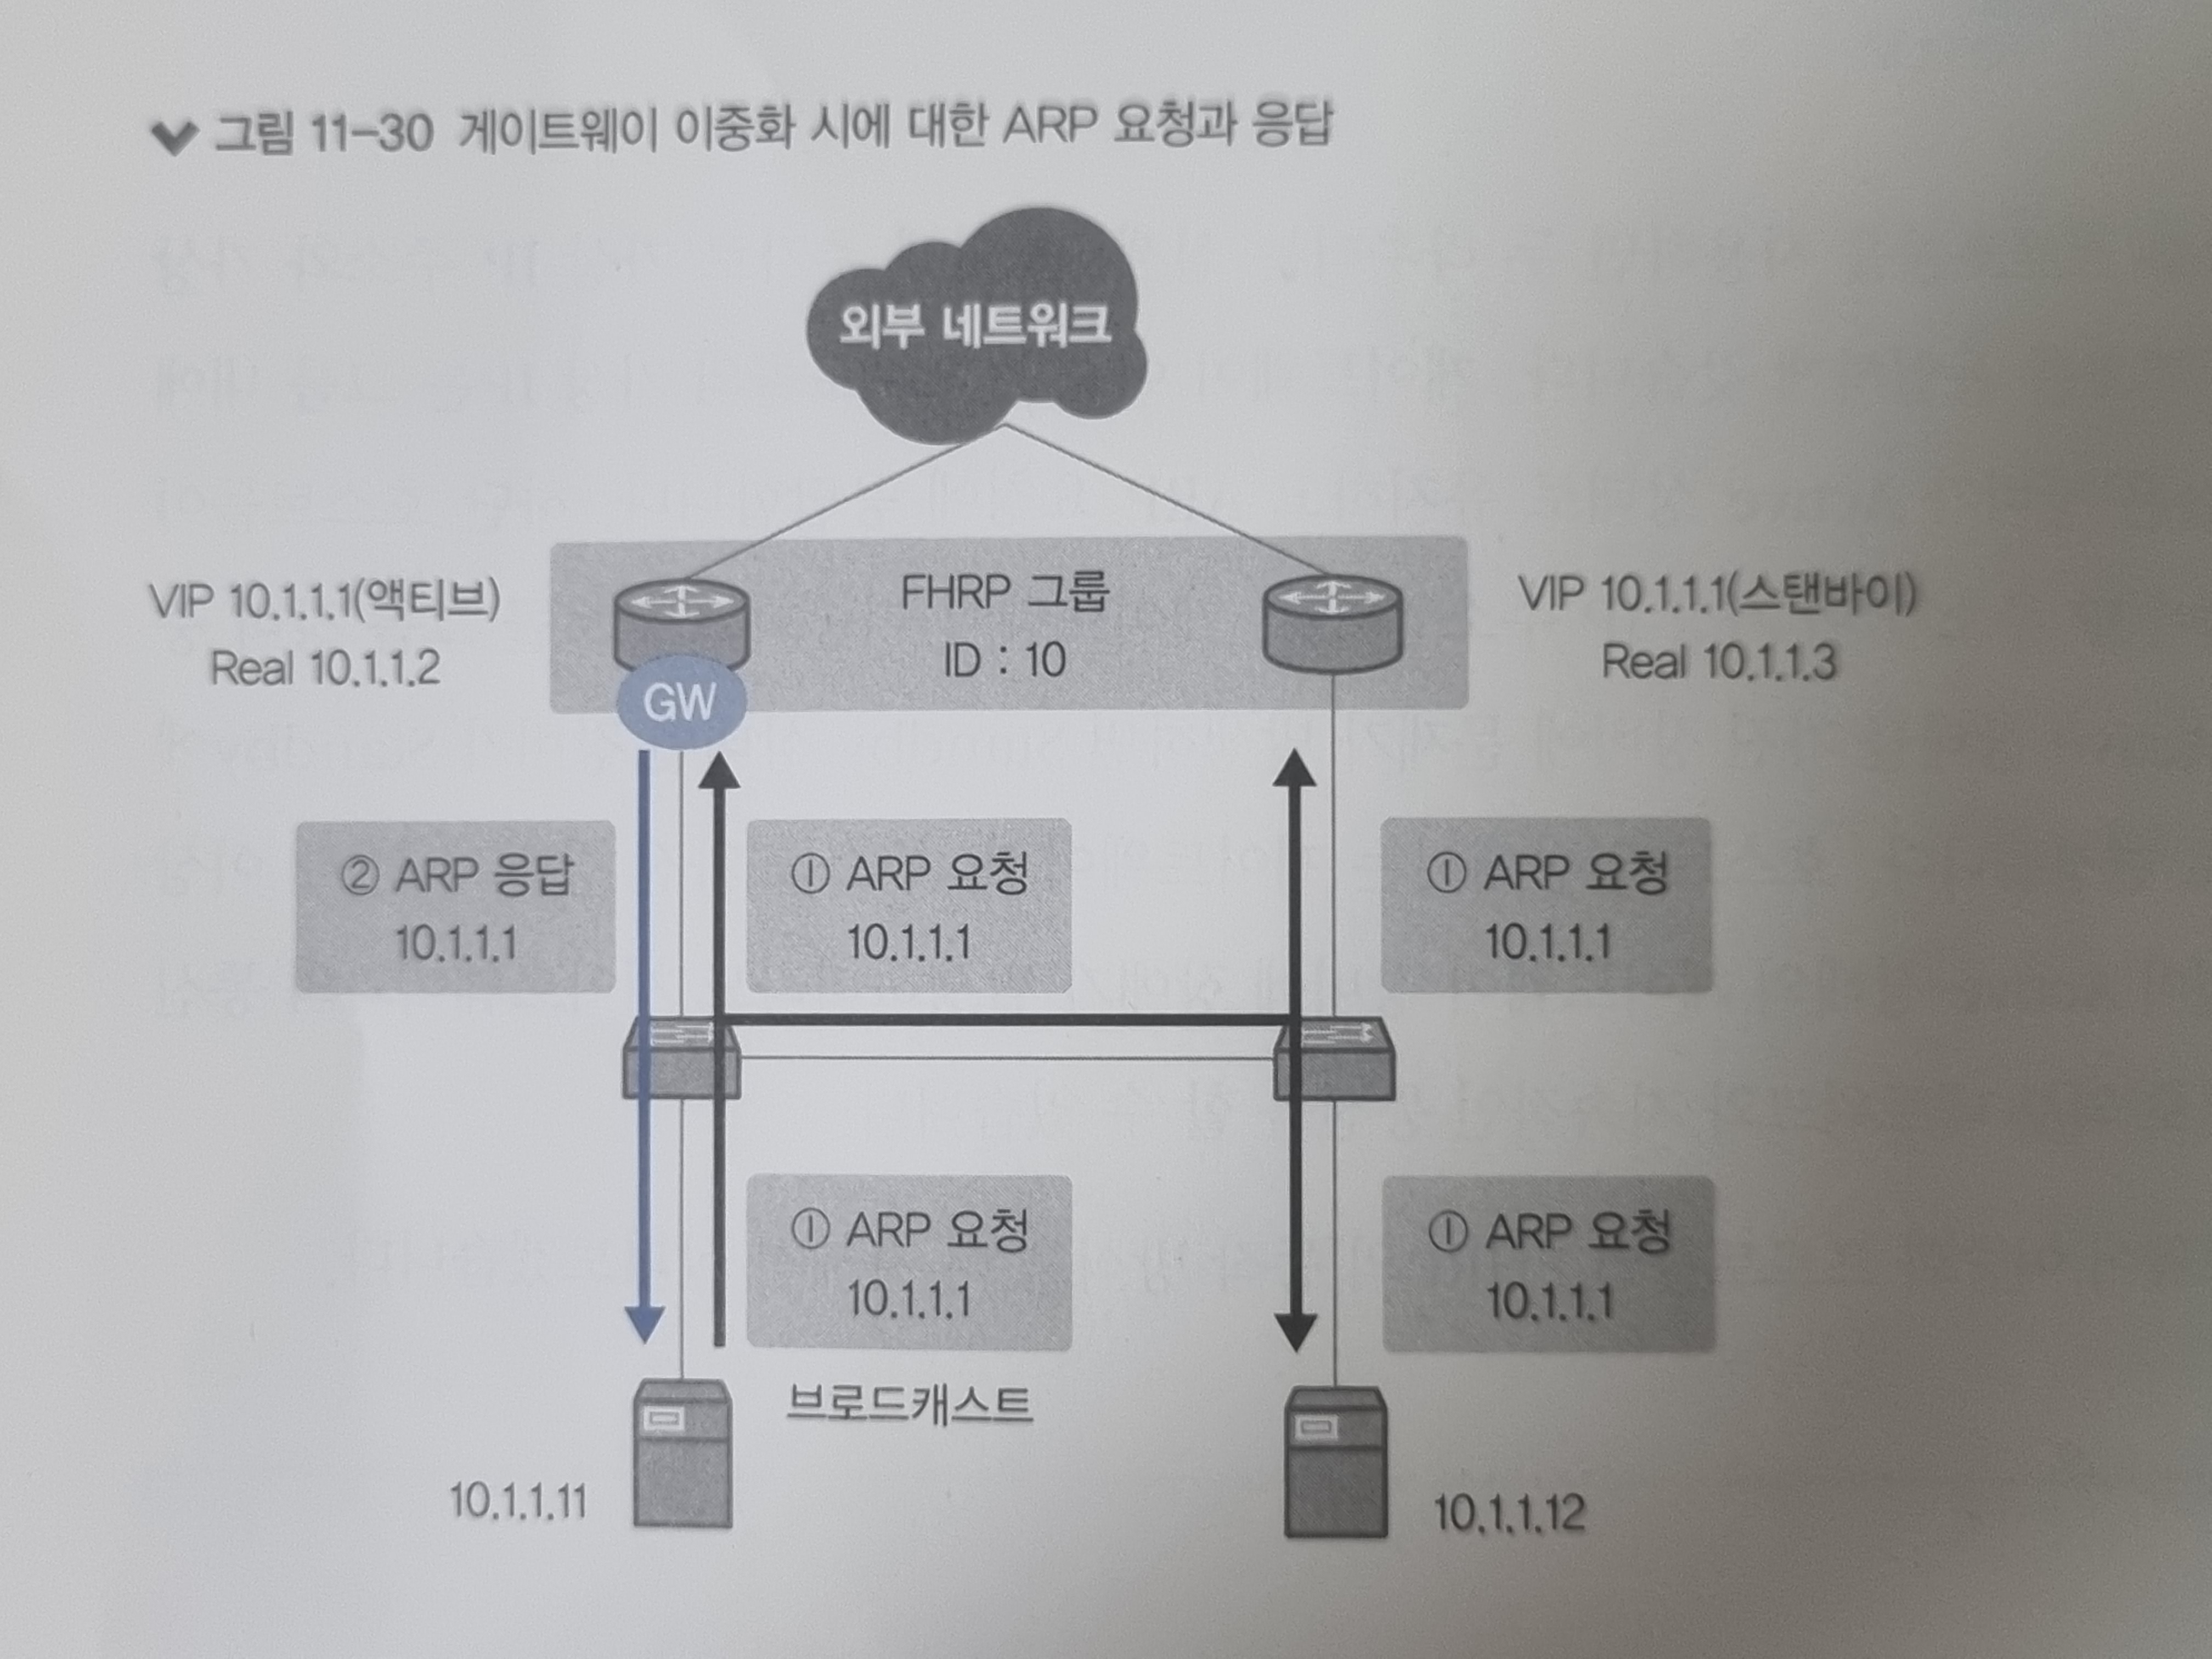 그림 11-30 게이트웨이 이중화 시에 대한 ARP 요청과 응답
외부 네트워크
VIP 10.1.1.1(액티브)
Real 10.1.1.2
FHRP 그룹
ID : 10
VIP 10.1.1.1(스탠바이)
Real 10.1.1.3
GW
② ARP 응답
10.1.1.1
① ARP 요청
10.1.1.1
① ARP 요청
10.1.1.1
① ARP 요청
10.1.1.1
① ARP 요청
10.1.1.1
브로드캐스트
10.1.1.11
10.1.1.12